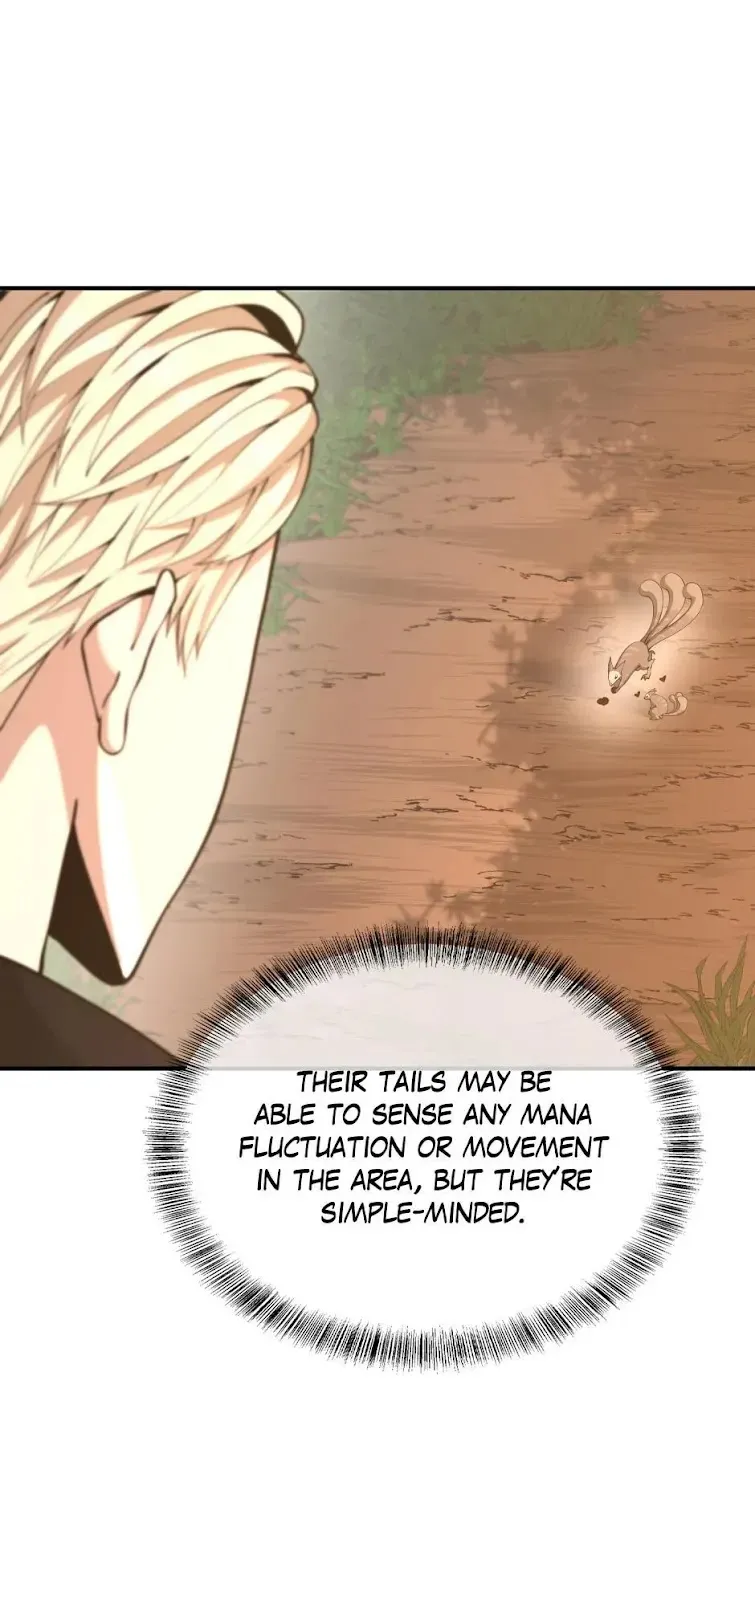 THEIR TAILS MAY BE
ABLE TO SENSE ANY MANA
FLUCTUATION OR MOVEMENT
IN THE AREA, BUT THEY'RE
SIMPLE-MINDED.